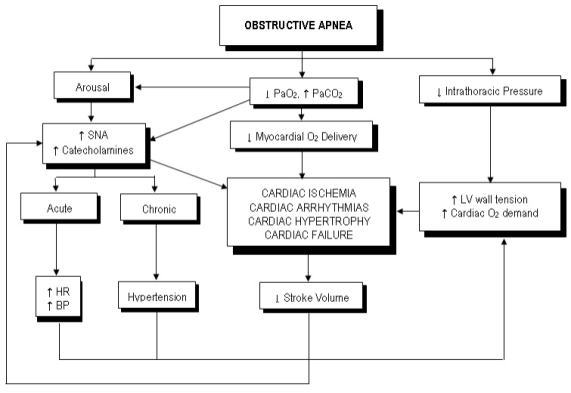 OBSTRUCTIVE APNEA
Arousal
↓ PaO₂, ↑ PaCO₂
↓ Intrathoracic Pressure
↑ SNA
↑ Catecholamines
↓ Myocardial O₂ Delivery
Acute
Chronic
CARDIAC ISCHEMIA
CARDIAC ARRHYTHMIAS
CARDIAC HYPERTROPHY
CARDIAC FAILURE
↑ LV wall tension
↑ Cardiac O₂ demand
↑ HR
↑ BP
Hypertension
↓ Stroke Volume